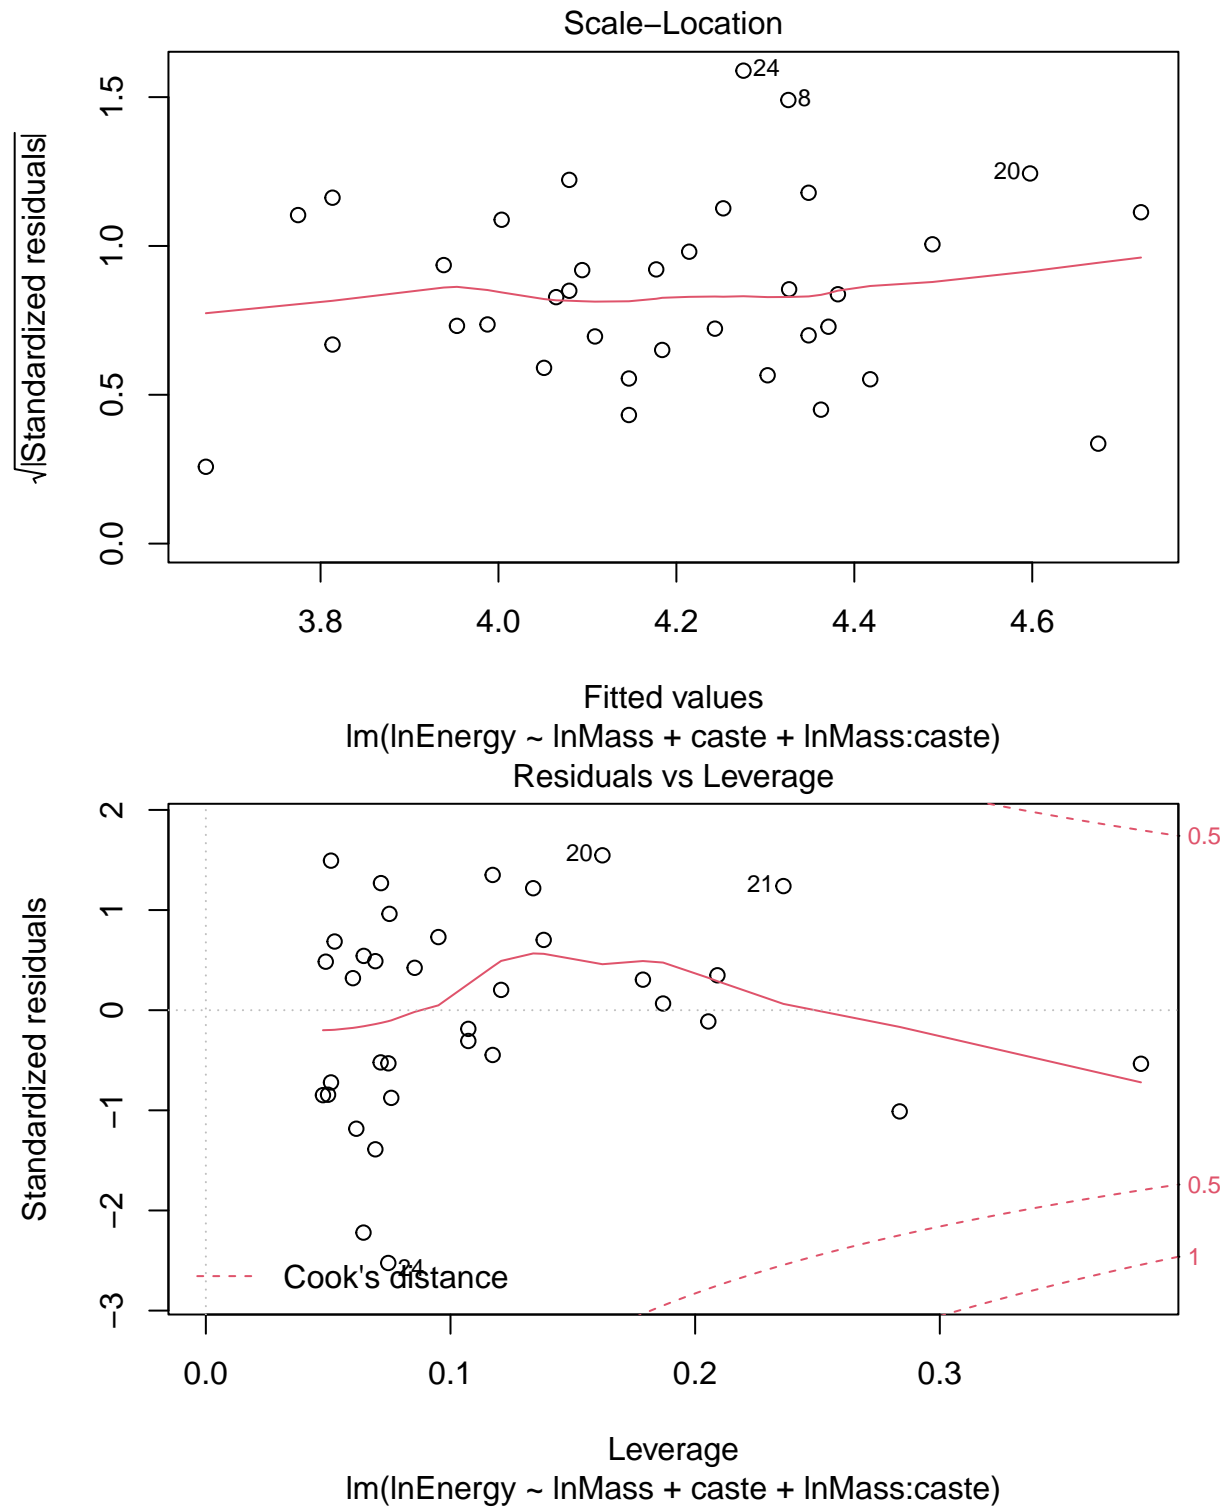 Scale−Location
√|Standardized residuals|
0.0 0.5 1.0 1.5
24
8
20
3.8 4.0 4.2 4.4 4.6
Fitted values
lm(lnEnergy ~ lnMass + caste + lnMass:caste)
Residuals vs Leverage
Standardized residuals
−3 −2 −1 0 1 2
0.5
20
21
0.5
1
24
Cook's distance
0.0 0.1 0.2 0.3
Leverage
lm(lnEnergy ~ lnMass + caste + lnMass:caste)